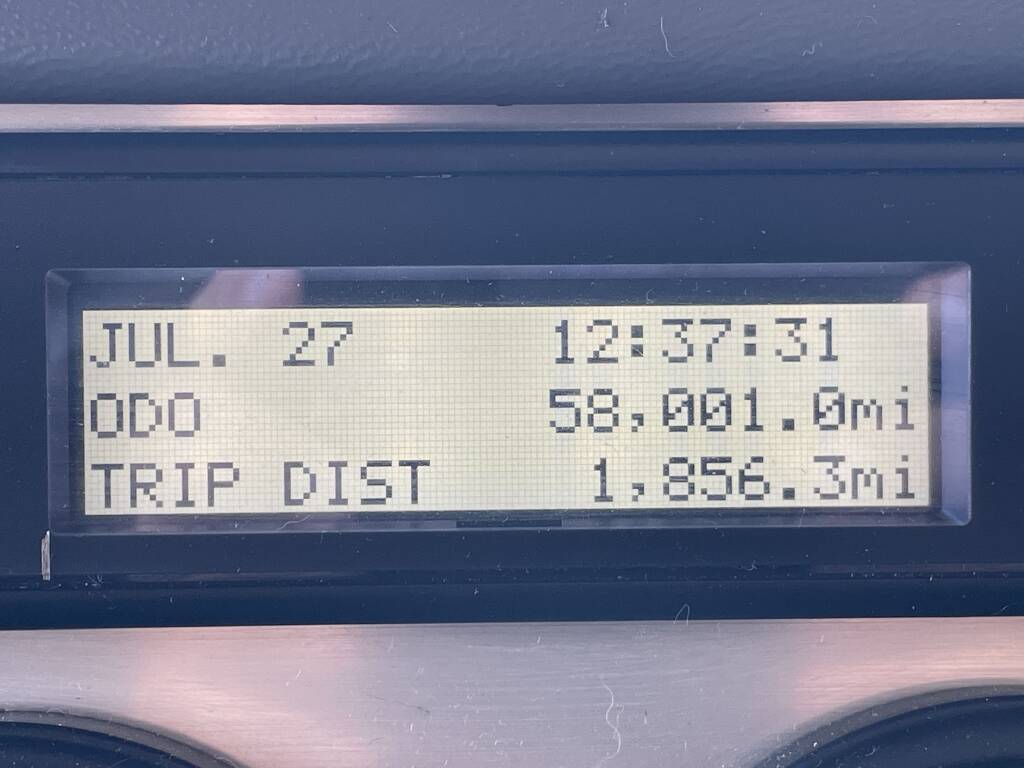 JUL. 27 12:37:31
ODO 58,001.0mi
TRIP DIST 1,856.3mi